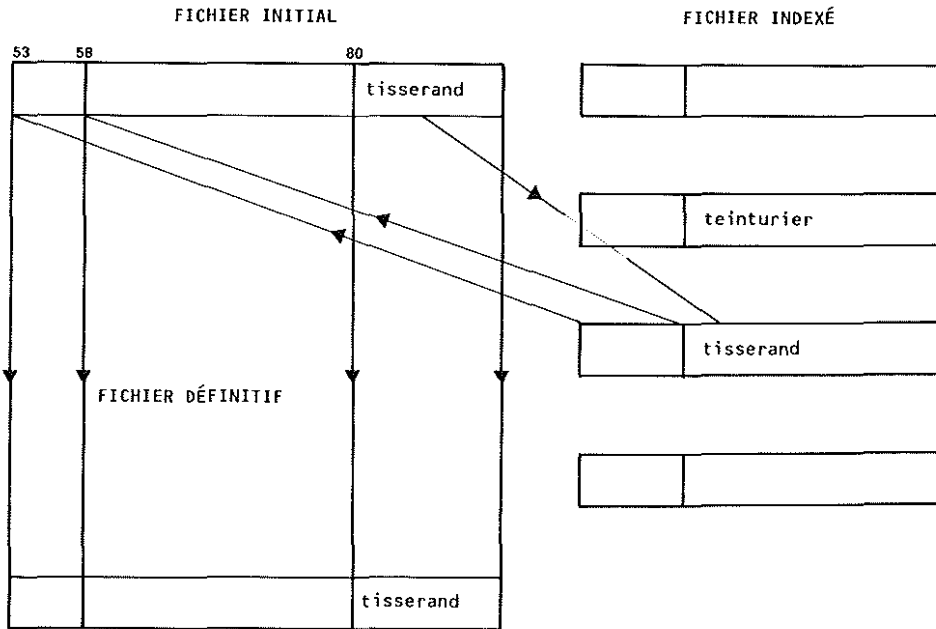 FICHIER INITIAL
FICHIER INDEXÉ
53 58 80
tisserand
teinturier
tisserand
FICHIER DÉFINITIF
tisserand